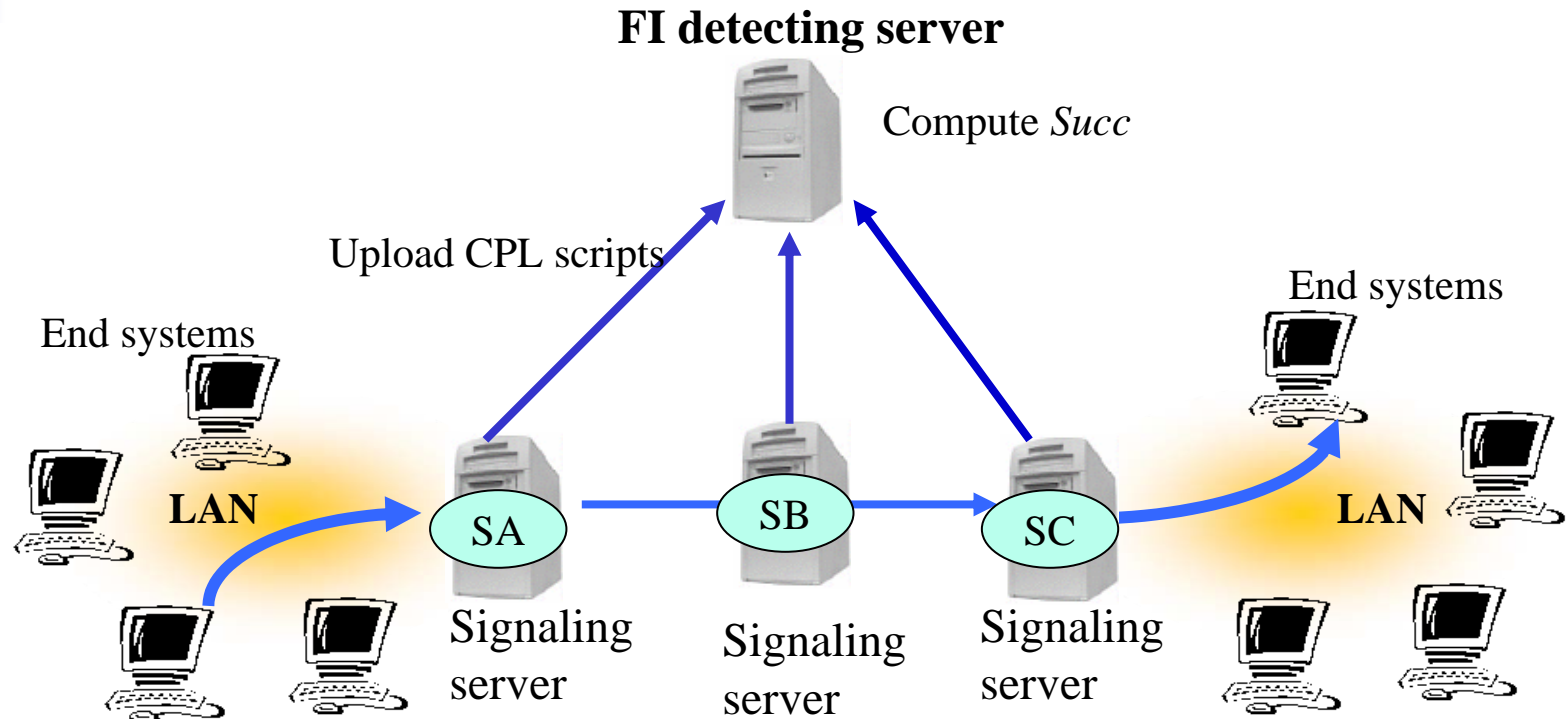 FI detecting server
Compute Succ
Upload CPL scripts
End systems
End systems
LAN
LAN
SA
SB
SC
Signaling
server
Signaling
server
Signaling
server